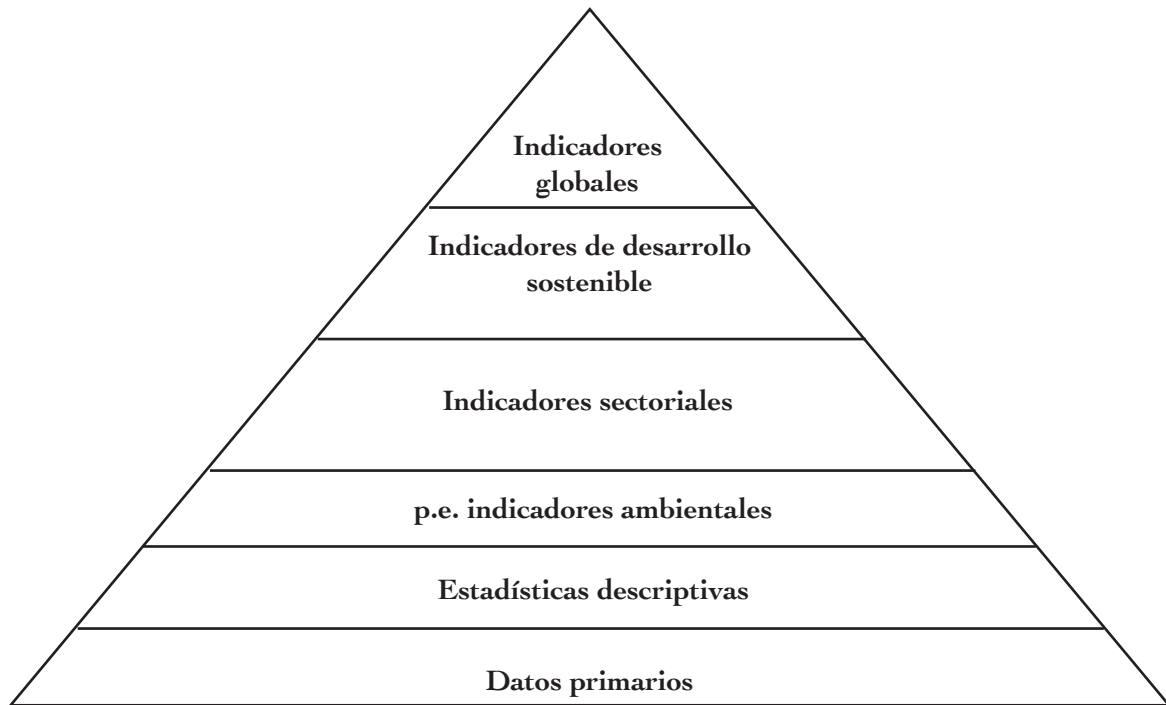 Indicadores
globales
Indicadores de desarrollo
sostenible
Indicadores sectoriales
p.e. indicadores ambientales
Estadísticas descriptivas
Datos primarios